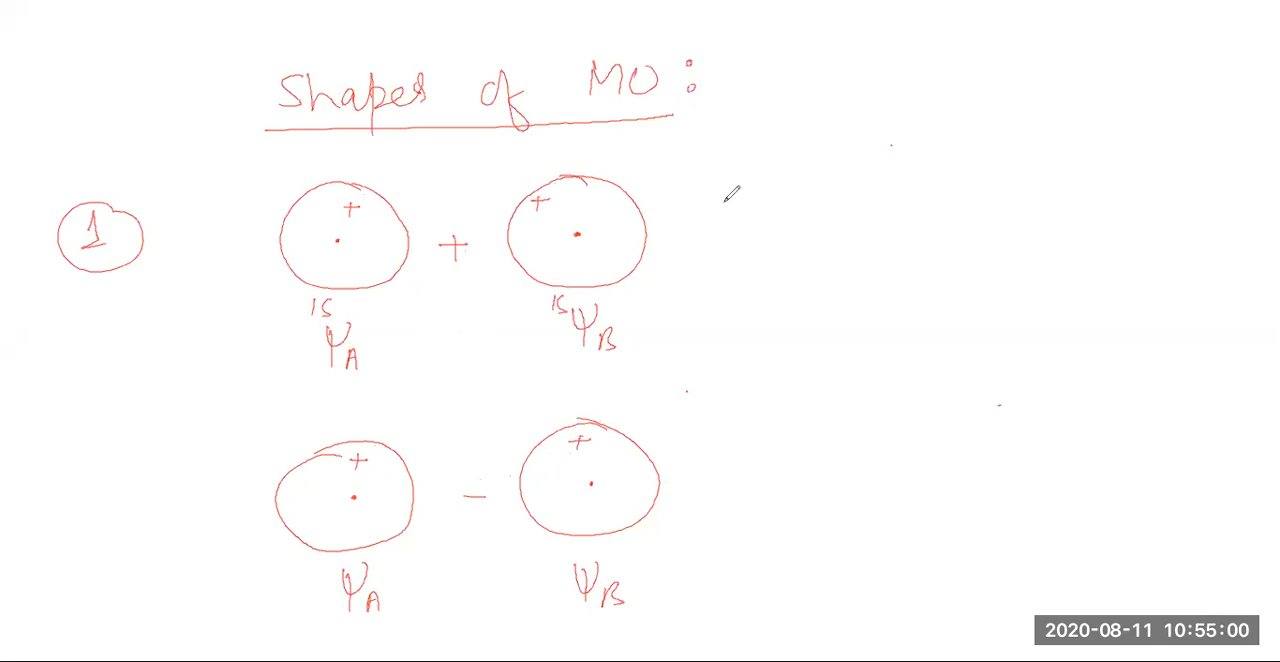 Shapes of MO :
1
+ + +
1S 1S
ΨA ΨB
+ - +
ΨA ΨB
2020-08-11 10:55:00